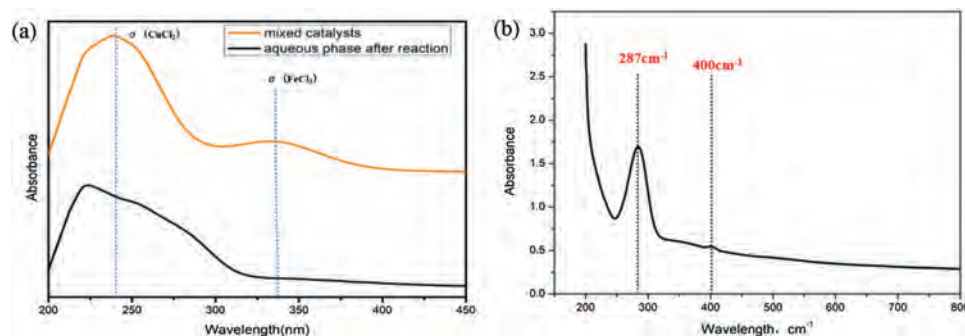 (a)
σ (CuCl₂)
mixed catalysts
aqueous phase after reaction
σ (FeCl₃)
Absorbance
200 250 300 350 400 450
Wavelength(nm)
(b)
3.0
2.5
2.0
1.5
1.0
0.5
0.0
287cm⁻¹
400cm⁻¹
Absorbance
200 300 400 500 600 700 800
Wavelength, cm⁻¹